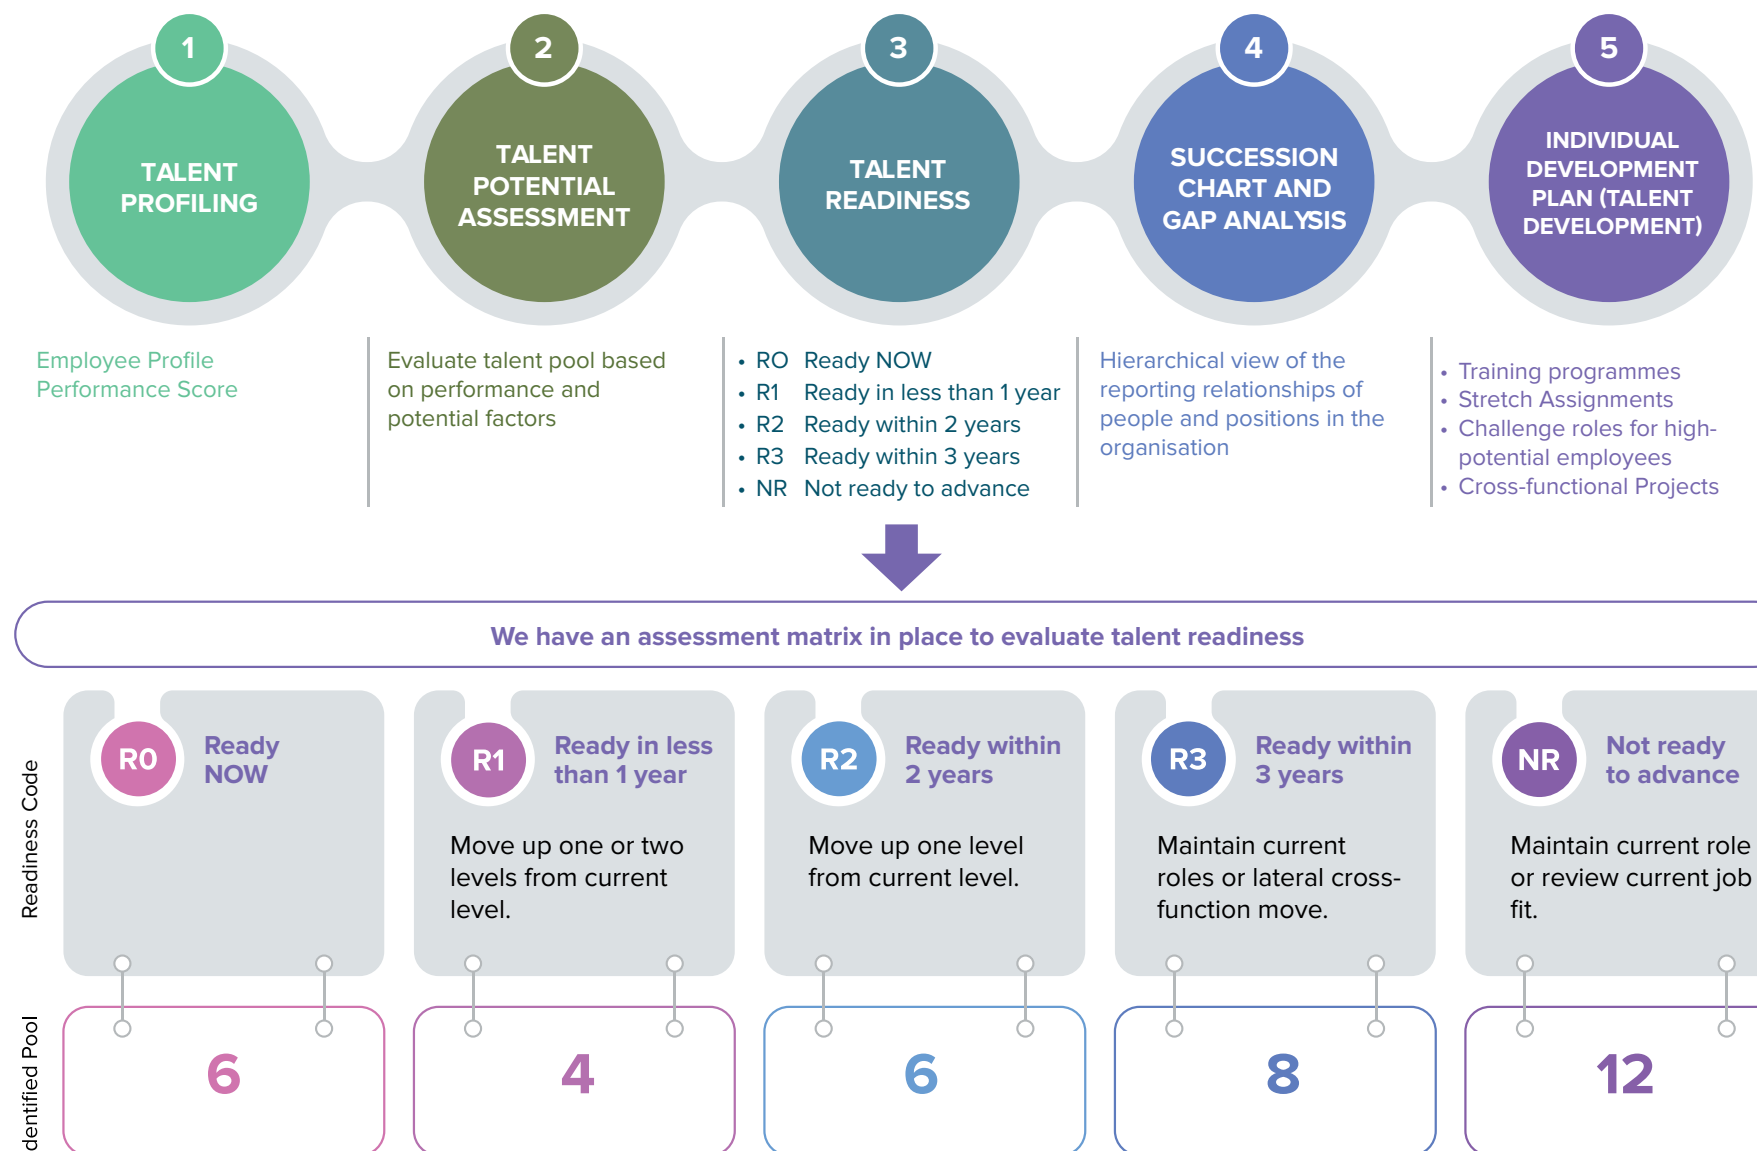 1
TALENT
PROFILING
2
TALENT
POTENTIAL
ASSESSMENT
3
TALENT
READINESS
4
SUCCESSION
CHART AND
GAP ANALYSIS
5
INDIVIDUAL
DEVELOPMENT
PLAN (TALENT
DEVELOPMENT)
Employee Profile
Performance Score
Evaluate talent pool based
on performance and
potential factors
• RO Ready NOW
• R1 Ready in less than 1 year
• R2 Ready within 2 years
• R3 Ready within 3 years
• NR Not ready to advance
Hierarchical view of the
reporting relationships of
people and positions in the
organisation
• Training programmes
• Stretch Assignments
• Challenge roles for high-
potential employees
• Cross-functional Projects
We have an assessment matrix in place to evaluate talent readiness
Readiness Code
R0
Ready
NOW
R1
Ready in less
than 1 year
Move up one or two
levels from current
level.
R2
Ready within
2 years
Move up one level
from current level.
R3
Ready within
3 years
Maintain current
roles or lateral cross-
function move.
NR
Not ready
to advance
Maintain current role
or review current job
fit.
dentified Pool
6
4
6
8
12